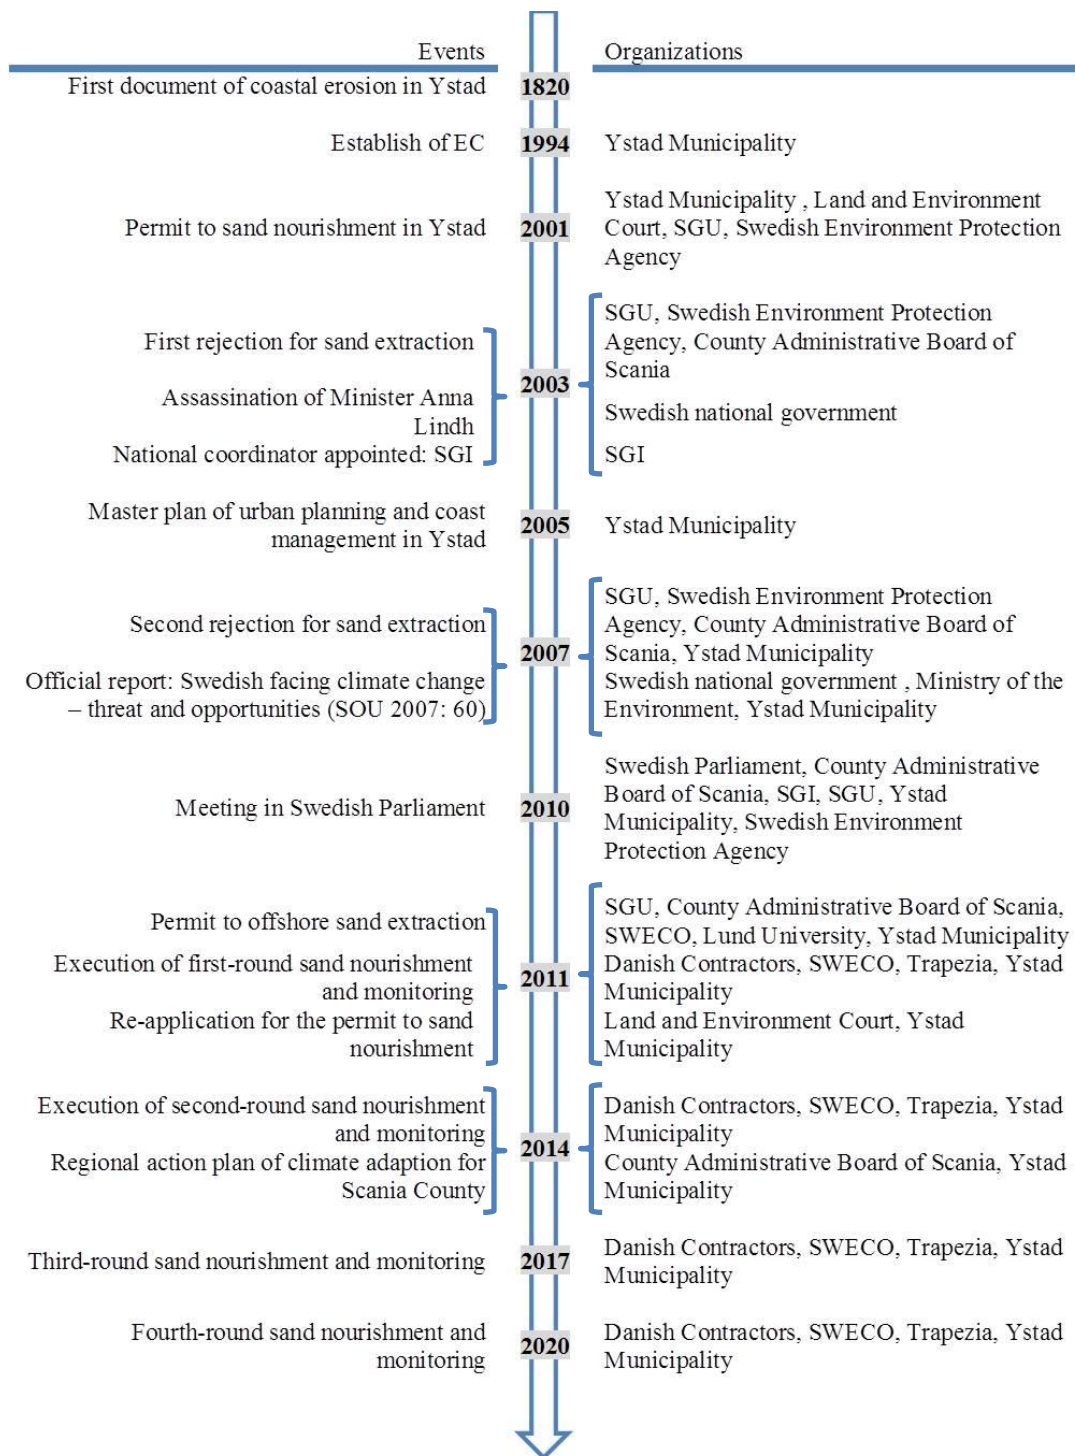 Events
Organizations
First document of coastal erosion in Ystad
1820
Establish of EC
1994
Ystad Municipality
Permit to sand nourishment in Ystad
2001
Ystad Municipality , Land and Environment
Court, SGU, Swedish Environment Protection
Agency
First rejection for sand extraction
Assassination of Minister Anna
Lindh
National coordinator appointed: SGI
2003
SGU, Swedish Environment Protection
Agency, County Administrative Board of
Scania
Swedish national government
SGI
Master plan of urban planning and coast
management in Ystad
2005
Ystad Municipality
Second rejection for sand extraction
Official report: Swedish facing climate change
– threat and opportunities (SOU 2007: 60)
2007
SGU, Swedish Environment Protection
Agency, County Administrative Board of
Scania, Ystad Municipality
Swedish national government , Ministry of the
Environment, Ystad Municipality
Meeting in Swedish Parliament
2010
Swedish Parliament, County Administrative
Board of Scania, SGI, SGU, Ystad
Municipality, Swedish Environment
Protection Agency
Permit to offshore sand extraction
Execution of first-round sand nourishment
and monitoring
Re-application for the permit to sand
nourishment
2011
SGU, County Administrative Board of Scania,
SWECO, Lund University, Ystad Municipality
Danish Contractors, SWECO, Trapezia, Ystad
Municipality
Land and Environment Court, Ystad
Municipality
Execution of second-round sand nourishment
and monitoring
Regional action plan of climate adaption for
Scania County
2014
Danish Contractors, SWECO, Trapezia, Ystad
Municipality
County Administrative Board of Scania, Ystad
Municipality
Third-round sand nourishment and monitoring
2017
Danish Contractors, SWECO, Trapezia, Ystad
Municipality
Fourth-round sand nourishment and
monitoring
2020
Danish Contractors, SWECO, Trapezia, Ystad
Municipality